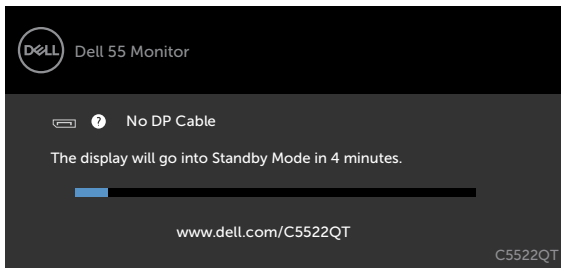 DELL
Dell 55 Monitor
? No DP Cable
The display will go into Standby Mode in 4 minutes.
www.dell.com/C5522QT
C5522QT